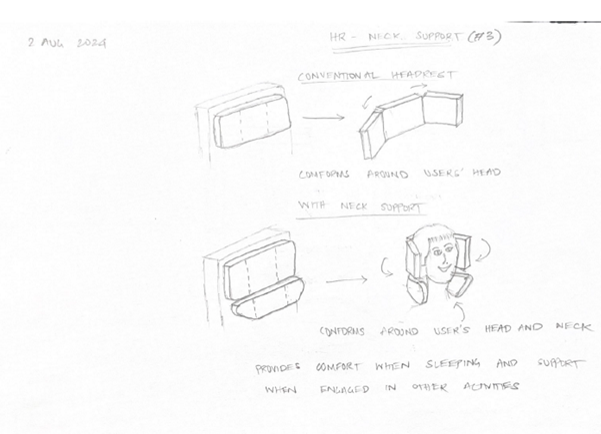 2 AUG 2024
HR - NECK SUPPORT (#3)
CONVENTIONAL HEADREST
CONFORMS AROUND USERS' HEAD
WITH NECK SUPPORT
CONFORMS AROUND USER'S HEAD AND NECK
PROVIDES COMFORT WHEN SLEEPING AND SUPPORT
WHEN ENGAGED IN OTHER ACTIVITIES